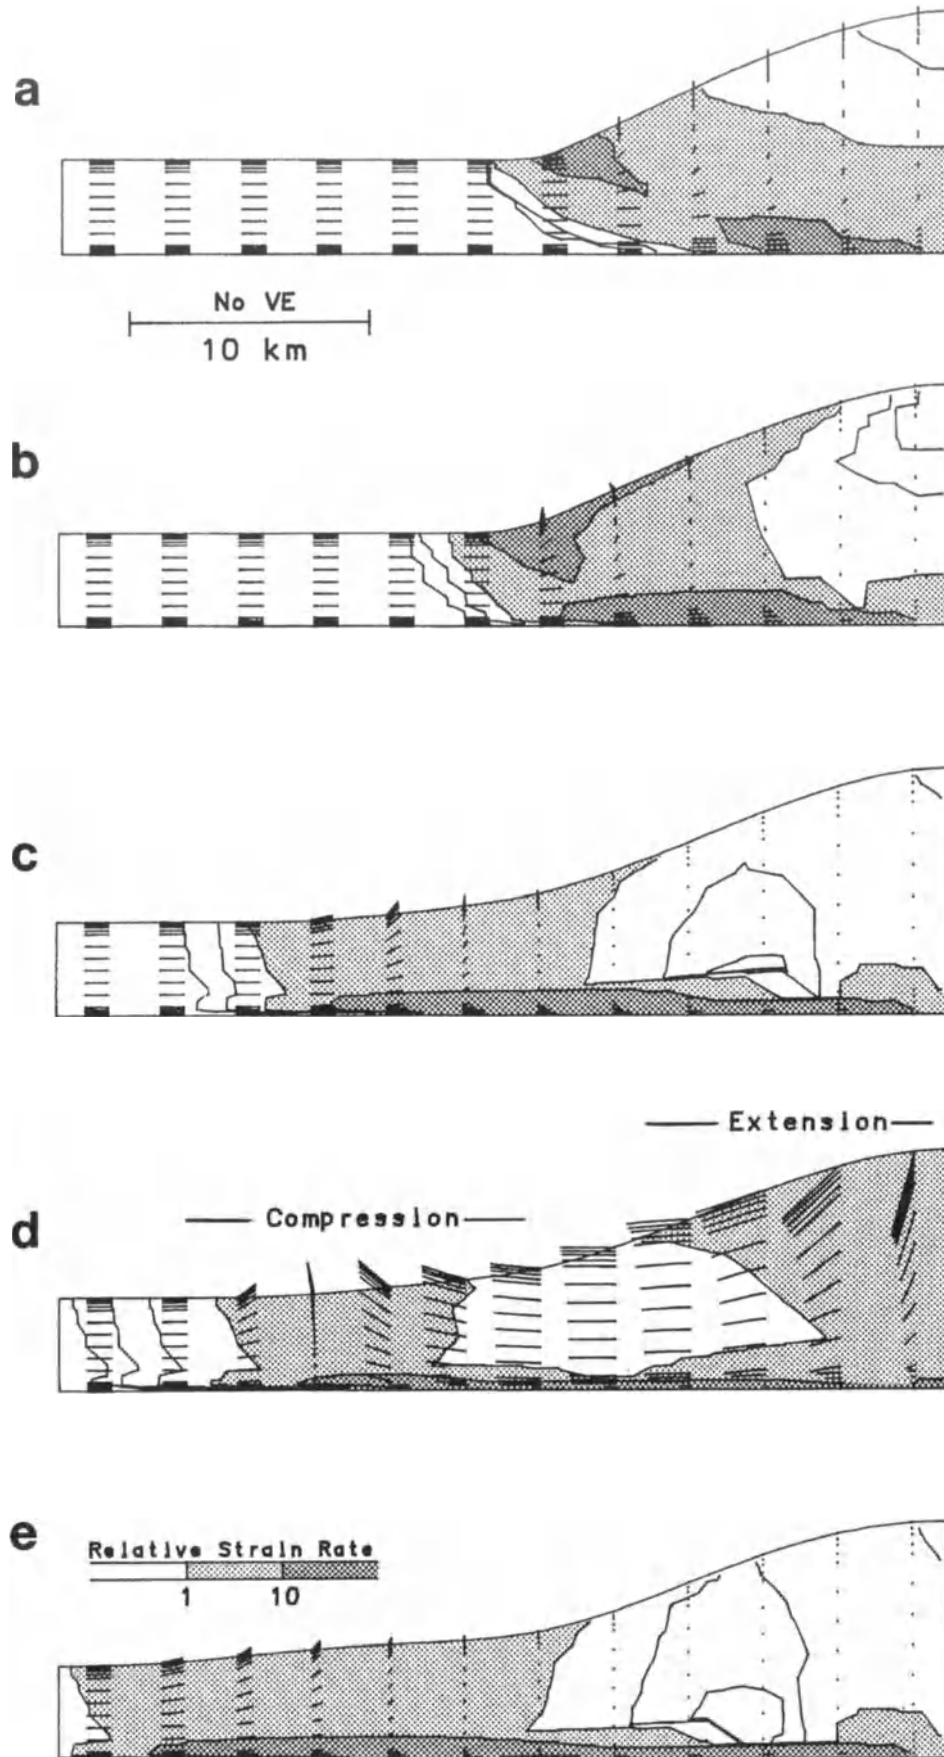 a
No VE
10 km
b
c
Extension
Compression
d
e
Relative Strain Rate
1 10